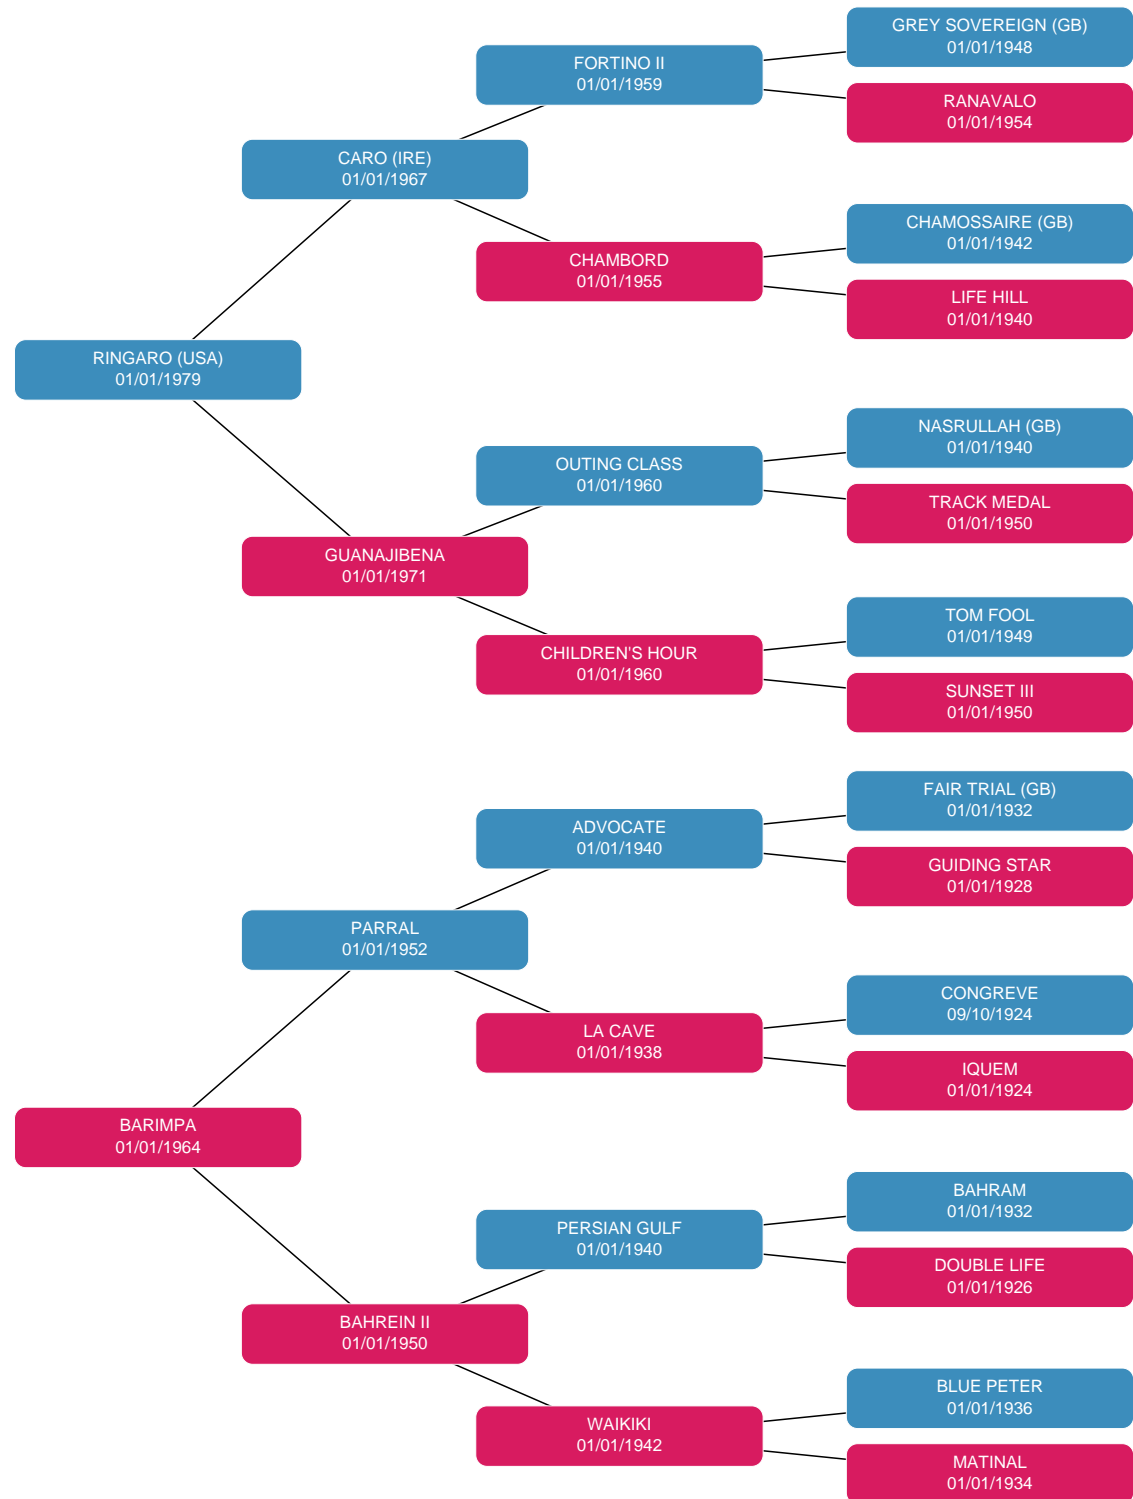 GREY SOVEREIGN (GB)
01/01/1948
FORTINO II
01/01/1959
RANAVALO
01/01/1954
CARO (IRE)
01/01/1967
CHAMOSSAIRE (GB)
01/01/1942
CHAMBORD
01/01/1955
LIFE HILL
01/01/1940
RINGARO (USA)
01/01/1979
NASRULLAH (GB)
01/01/1940
OUTING CLASS
01/01/1960
TRACK MEDAL
01/01/1950
GUANAJIBENA
01/01/1971
TOM FOOL
01/01/1949
CHILDREN'S HOUR
01/01/1960
SUNSET III
01/01/1950
FAIR TRIAL (GB)
01/01/1932
ADVOCATE
01/01/1940
GUIDING STAR
01/01/1928
PARRAL
01/01/1952
CONGREVE
09/10/1924
LA CAVE
01/01/1938
IQUEM
01/01/1924
BARIMPA
01/01/1964
BAHRAM
01/01/1932
PERSIAN GULF
01/01/1940
DOUBLE LIFE
01/01/1926
BAHREIN II
01/01/1950
BLUE PETER
01/01/1936
WAIKIKI
01/01/1942
MATINAL
01/01/1934